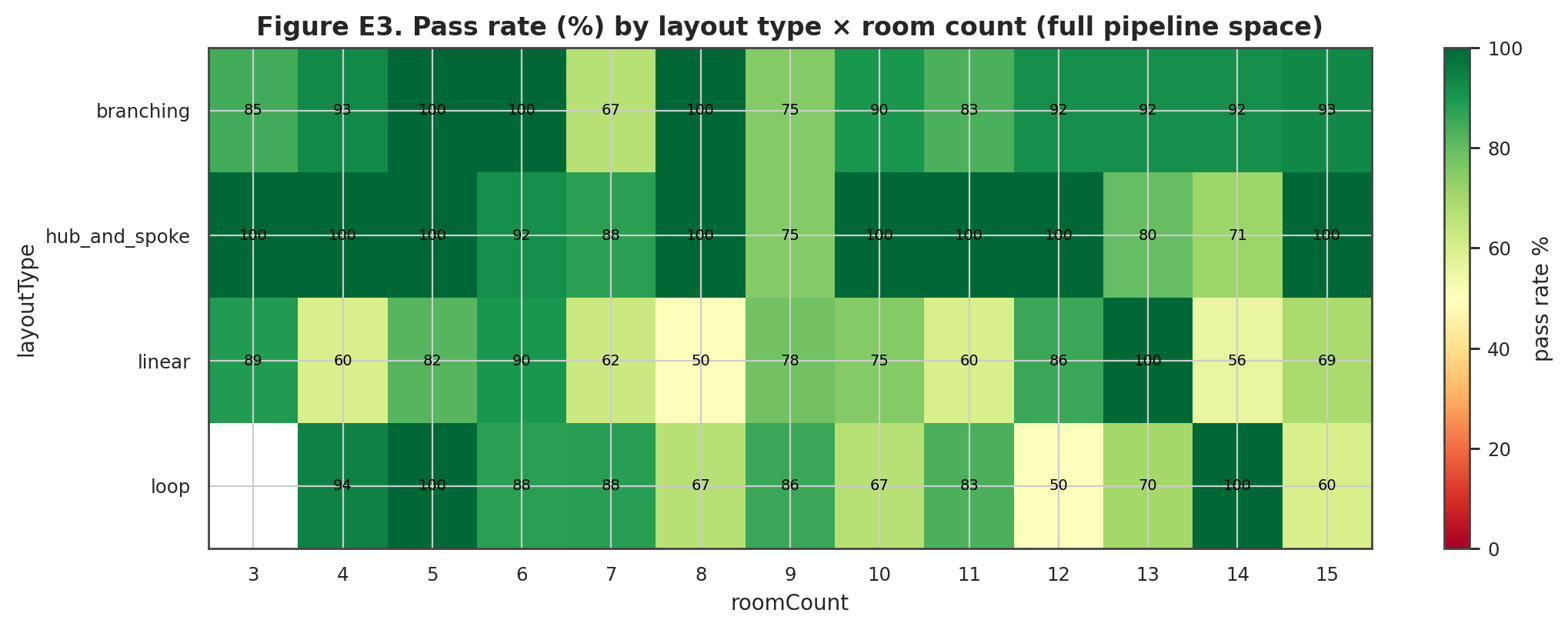 Figure E3. Pass rate (%) by layout type × room count (full pipeline space)
layoutType
branching 85 93 100 100 67 100 75 90 83 92 92 92 93
hub_and_spoke 100 100 100 92 88 100 75 100 100 100 80 71 100
linear 89 60 82 90 62 50 78 75 60 86 100 56 69
loop 94 100 88 88 67 86 67 83 50 70 100 60
3 4 5 6 7 8 9 10 11 12 13 14 15
roomCount
100
80
60
40
20
0
pass rate %